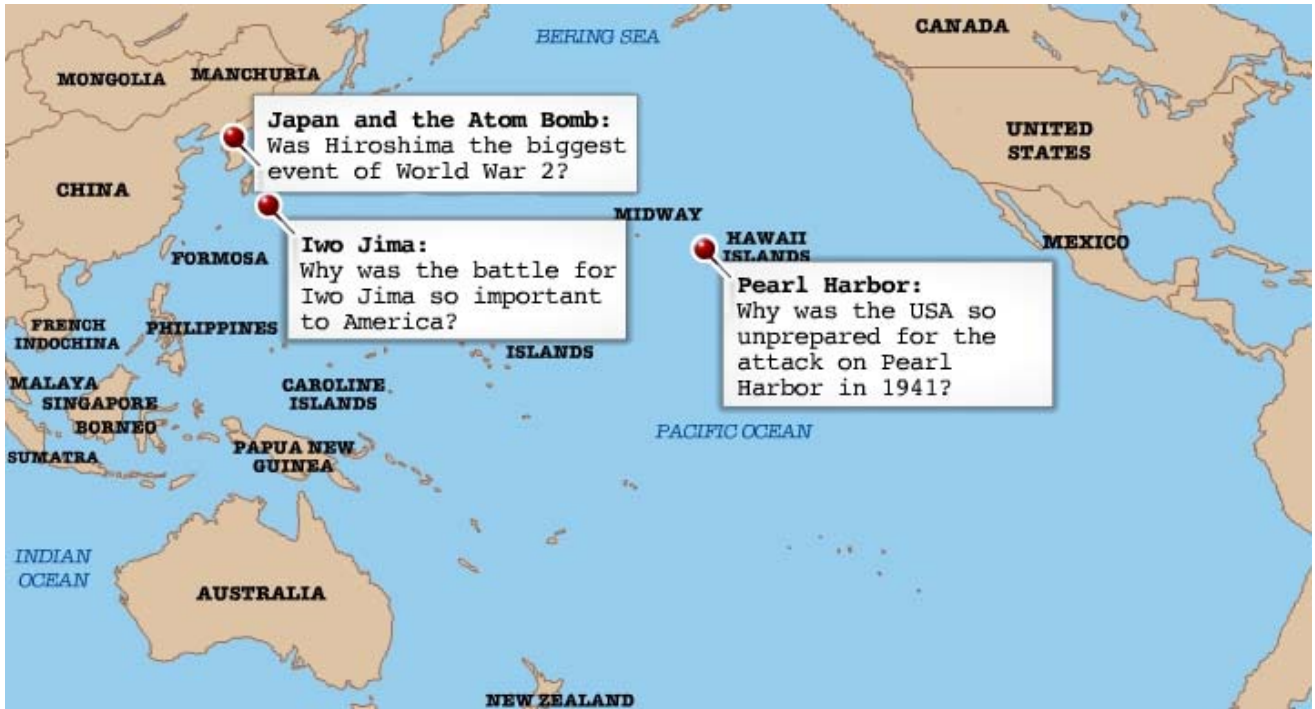 BERING SEA
CANADA
MONGOLIA
MANCHURIA
Japan and the Atom Bomb:
Was Hiroshima the biggest
event of World War 2?
UNITED
STATES
CHINA
MIDWAY
HAWAII
ISLANDS
MEXICO
FORMOSA
Iwo Jima:
Why was the battle for
Iwo Jima so important
to America?
Pearl Harbor:
Why was the USA so
unprepared for the
attack on Pearl
Harbor in 1941?
FRENCH
INDOCHINA
PHILIPPINES
ISLANDS
MALAYA
SINGAPORE
BORNEO
SUMATRA
CAROLINE
ISLANDS
PAPUA NEW
GUINEA
PACIFIC OCEAN
INDIAN
OCEAN
AUSTRALIA
NEW ZEALAND